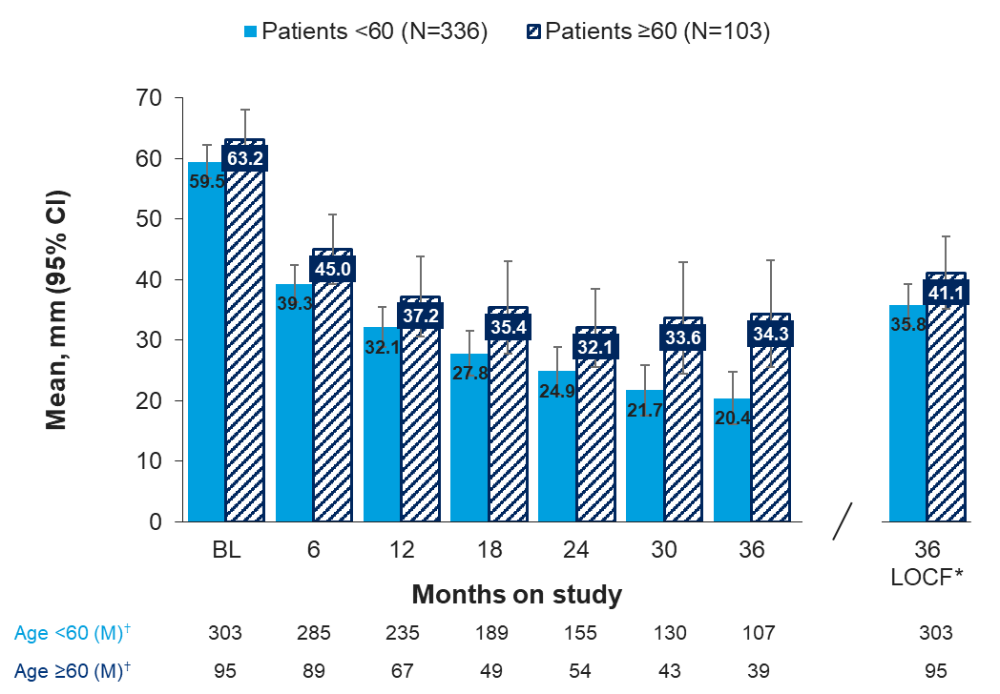 Patients <60 (N=336) Patients ≥60 (N=103)
Mean, mm (95% CI)
70
60
50
40
30
20
10
0
59.5 63.2
39.3 45.0
32.1 37.2
27.8 35.4
24.9 32.1
21.7 33.6
20.4 34.3
35.8 41.1
BL 6 12 18 24 30 36 36
LOCF*
Months on study
Age <60 (M)† 303 285 235 189 155 130 107 303
Age ≥60 (M)† 95 89 67 49 54 43 39 95